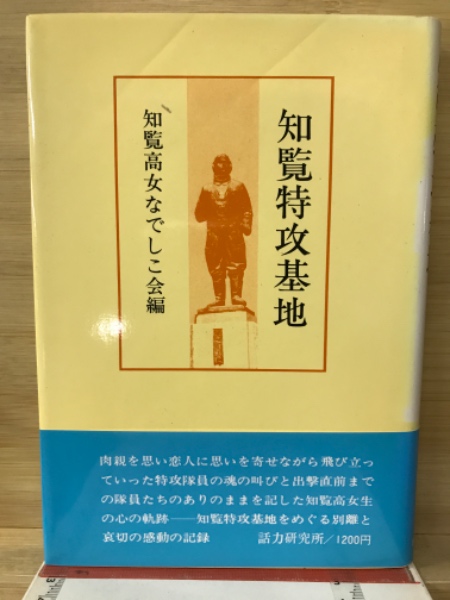 知覧特攻基地
知覧高女なでしこ会編
肉親を思い恋人に思いを寄せながら飛び立っ
ていった特攻隊員の魂の叫びと出撃直前まで
の隊員たちのありのままを記した知覧高女生
の心の軌跡——知覧特攻基地をめぐる別離と
哀切の感動の記録 話力研究所/1200円